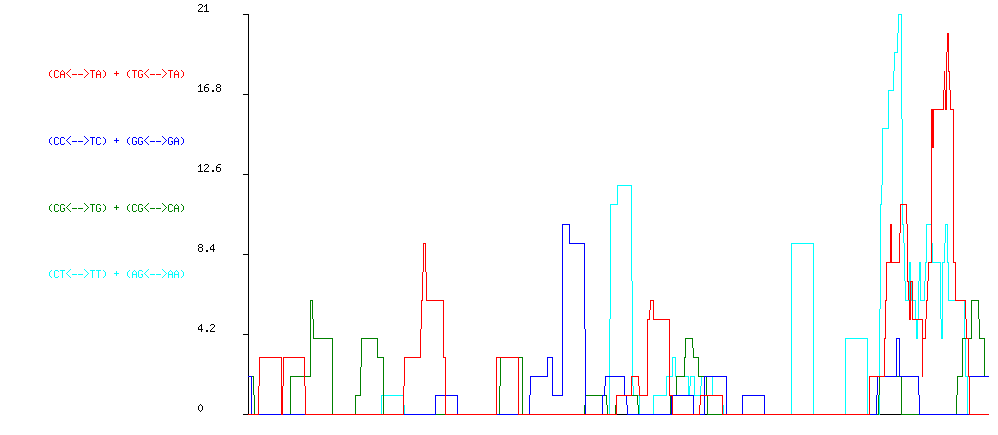 21
(CA<-->TA) + (TG<-->TA)
16.8
(CC<-->TC) + (GG<-->GA)
12.6
(CG<-->TG) + (CG<-->CA)
8.4
(CT<-->TT) + (AG<-->AA)
4.2
0